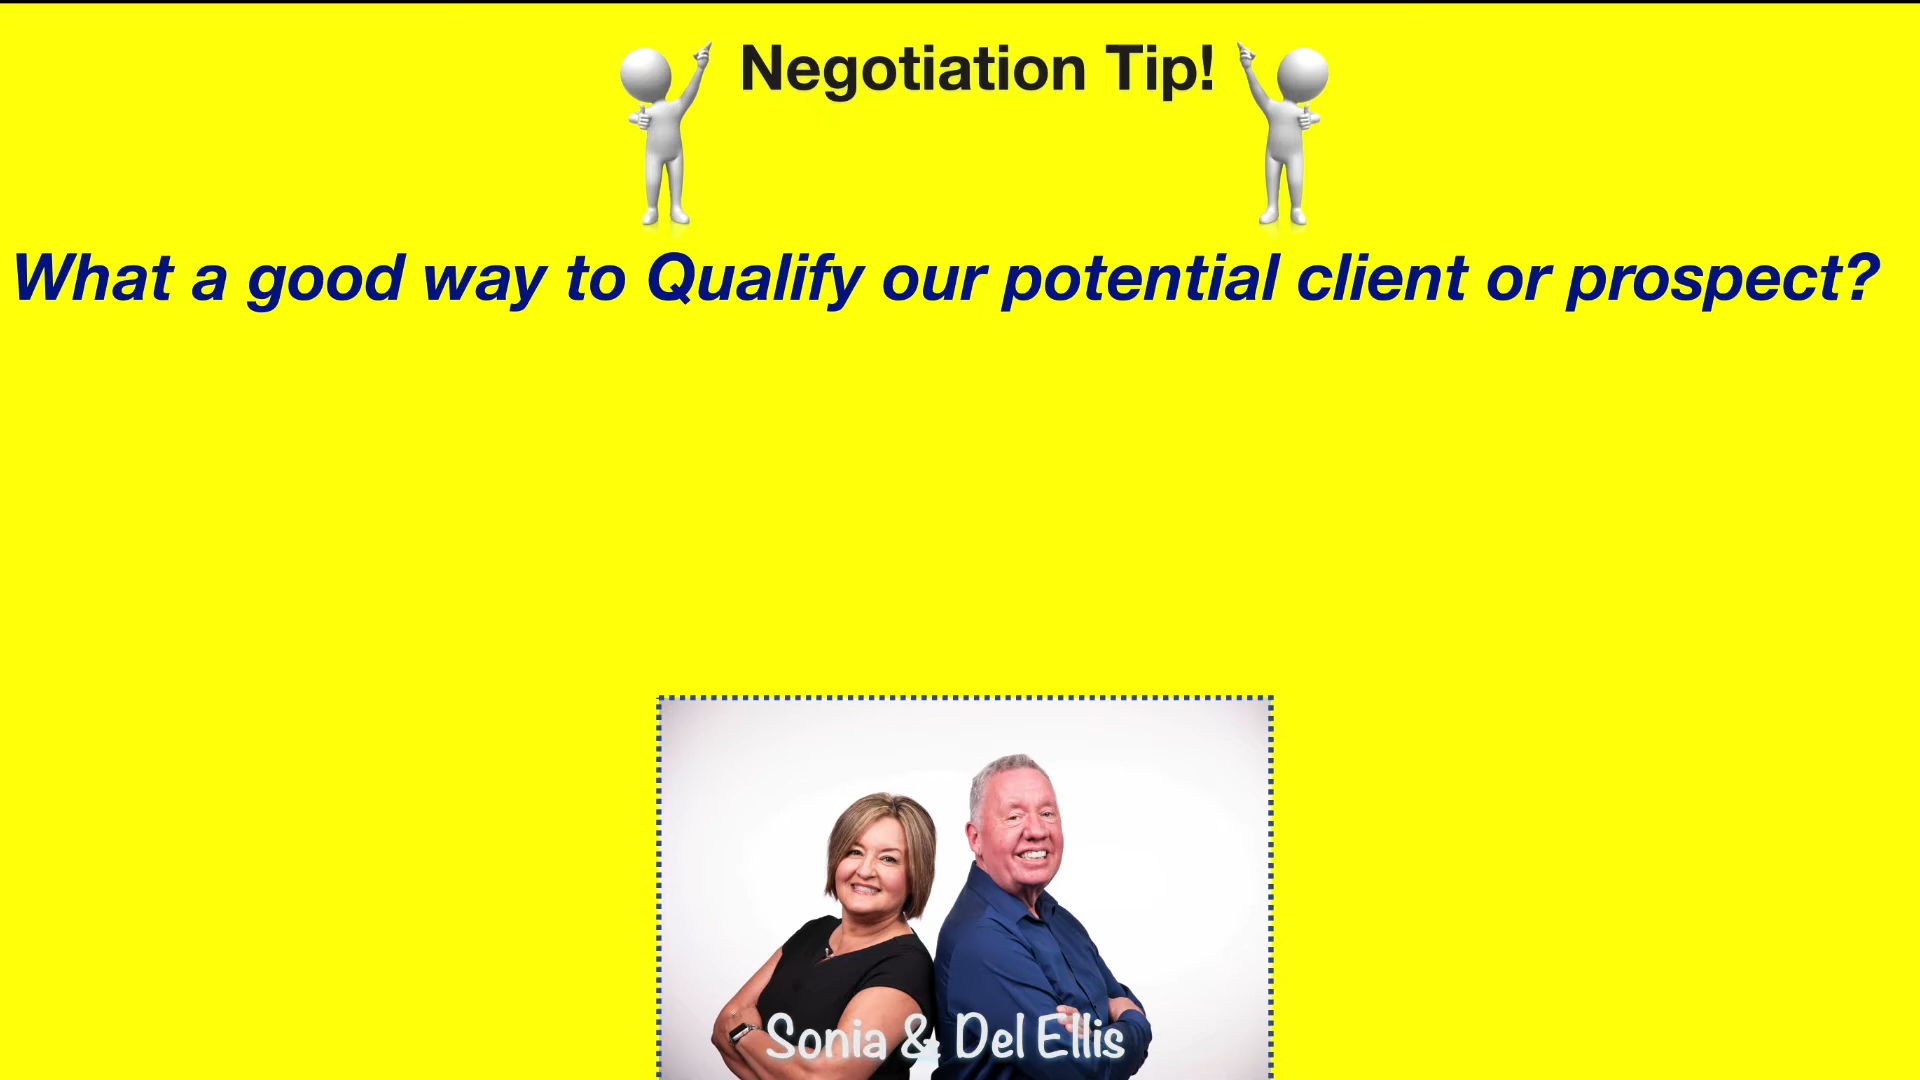 Negotiation Tip!
What a good way to Qualify our potential client or prospect?
Sonia & Del Ellis